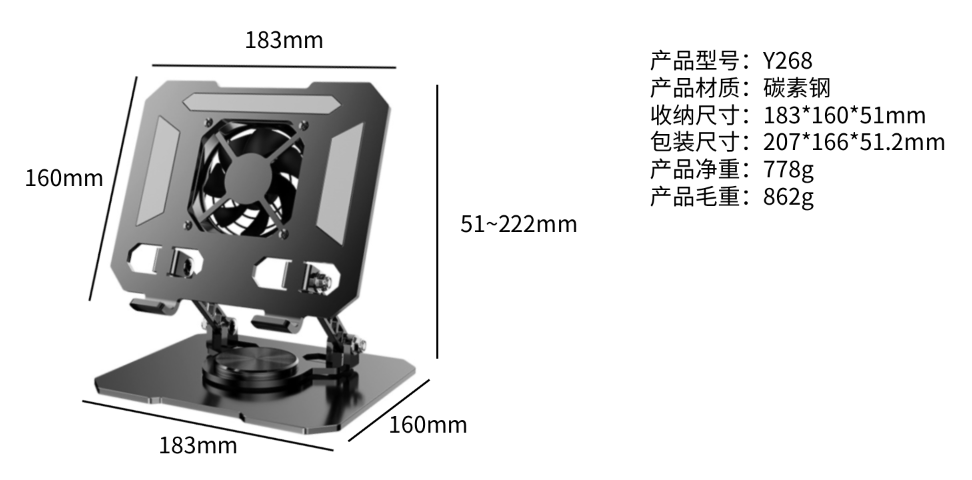 183mm
160mm
51~222mm
183mm
160mm
产品型号：Y268
产品材质：碳素钢
收纳尺寸：183*160*51mm
包装尺寸：207*166*51.2mm
产品净重：778g
产品毛重：862g